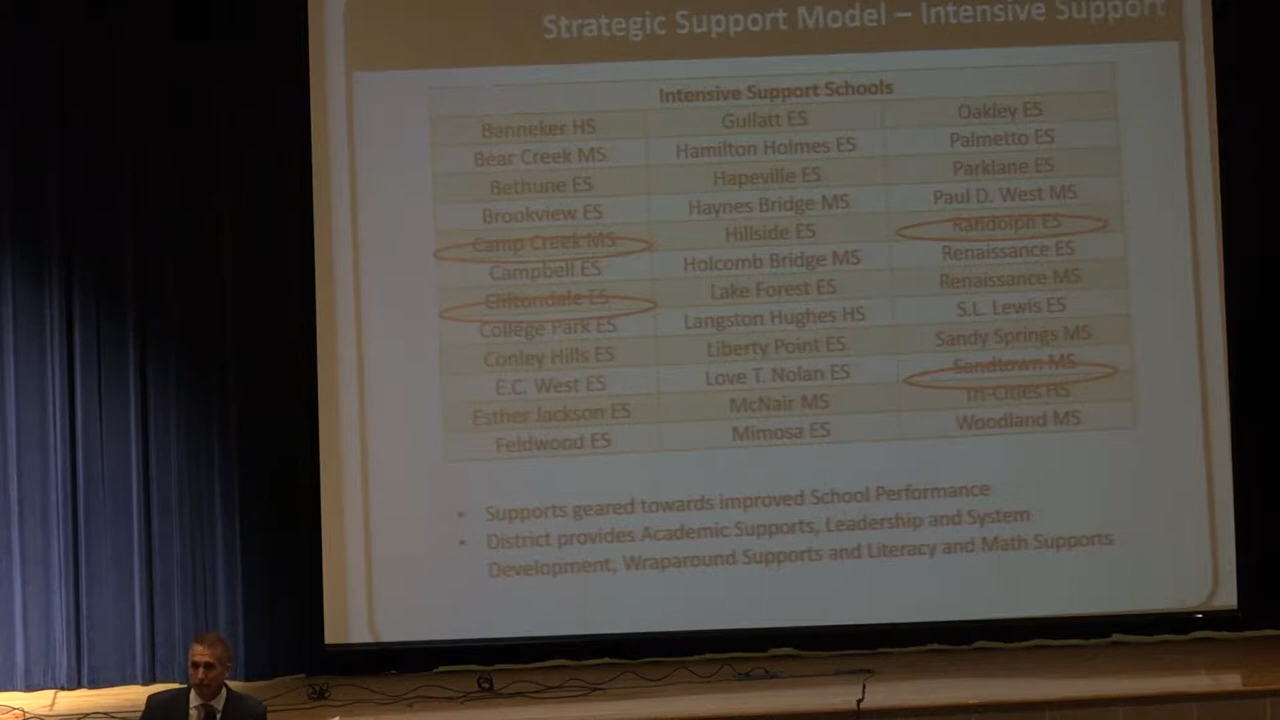 Strategic Support Model – Intensive Support
Intensive Support Schools
Banneker HS Gullatt ES Oakley ES
Bear Creek MS Hamilton Holmes ES Palmetto ES
Bethune ES Hapeville ES Parklane ES
Brookview ES Haynes Bridge MS Paul D. West MS
Camp Creek MS Hillside ES Randolph ES
Campbell ES Holcomb Bridge MS Renaissance ES
Cliftondale ES Lake Forest ES Renaissance MS
College Park ES Langston Hughes HS S.L. Lewis ES
Conley Hills ES Liberty Point ES Sandy Springs MS
E.C. West ES Love T. Nolan ES Sandtown MS
Esther Jackson ES McNair MS Tri-Cities HS
Feldwood ES Mimosa ES Woodland MS
• Supports geared towards improved School Performance
• District provides Academic Supports, Leadership and System
Development, Wraparound Supports and Literacy and Math Supports